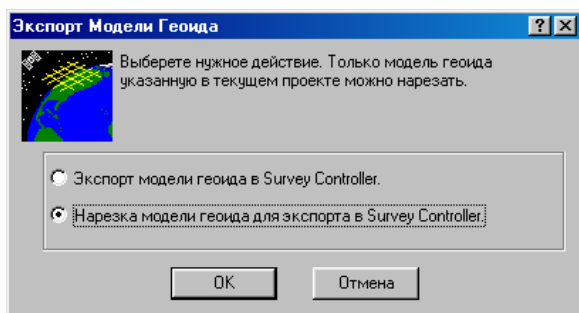 Экспорт Модели Геоида
Выберете нужное действие. Только модель геоида
указанную в текущем проекте можно нарезать.
Экспорт модели геоида в Survey Controller.
Нарезка модели геоида для экспорта в Survey Controller.
OK Отмена